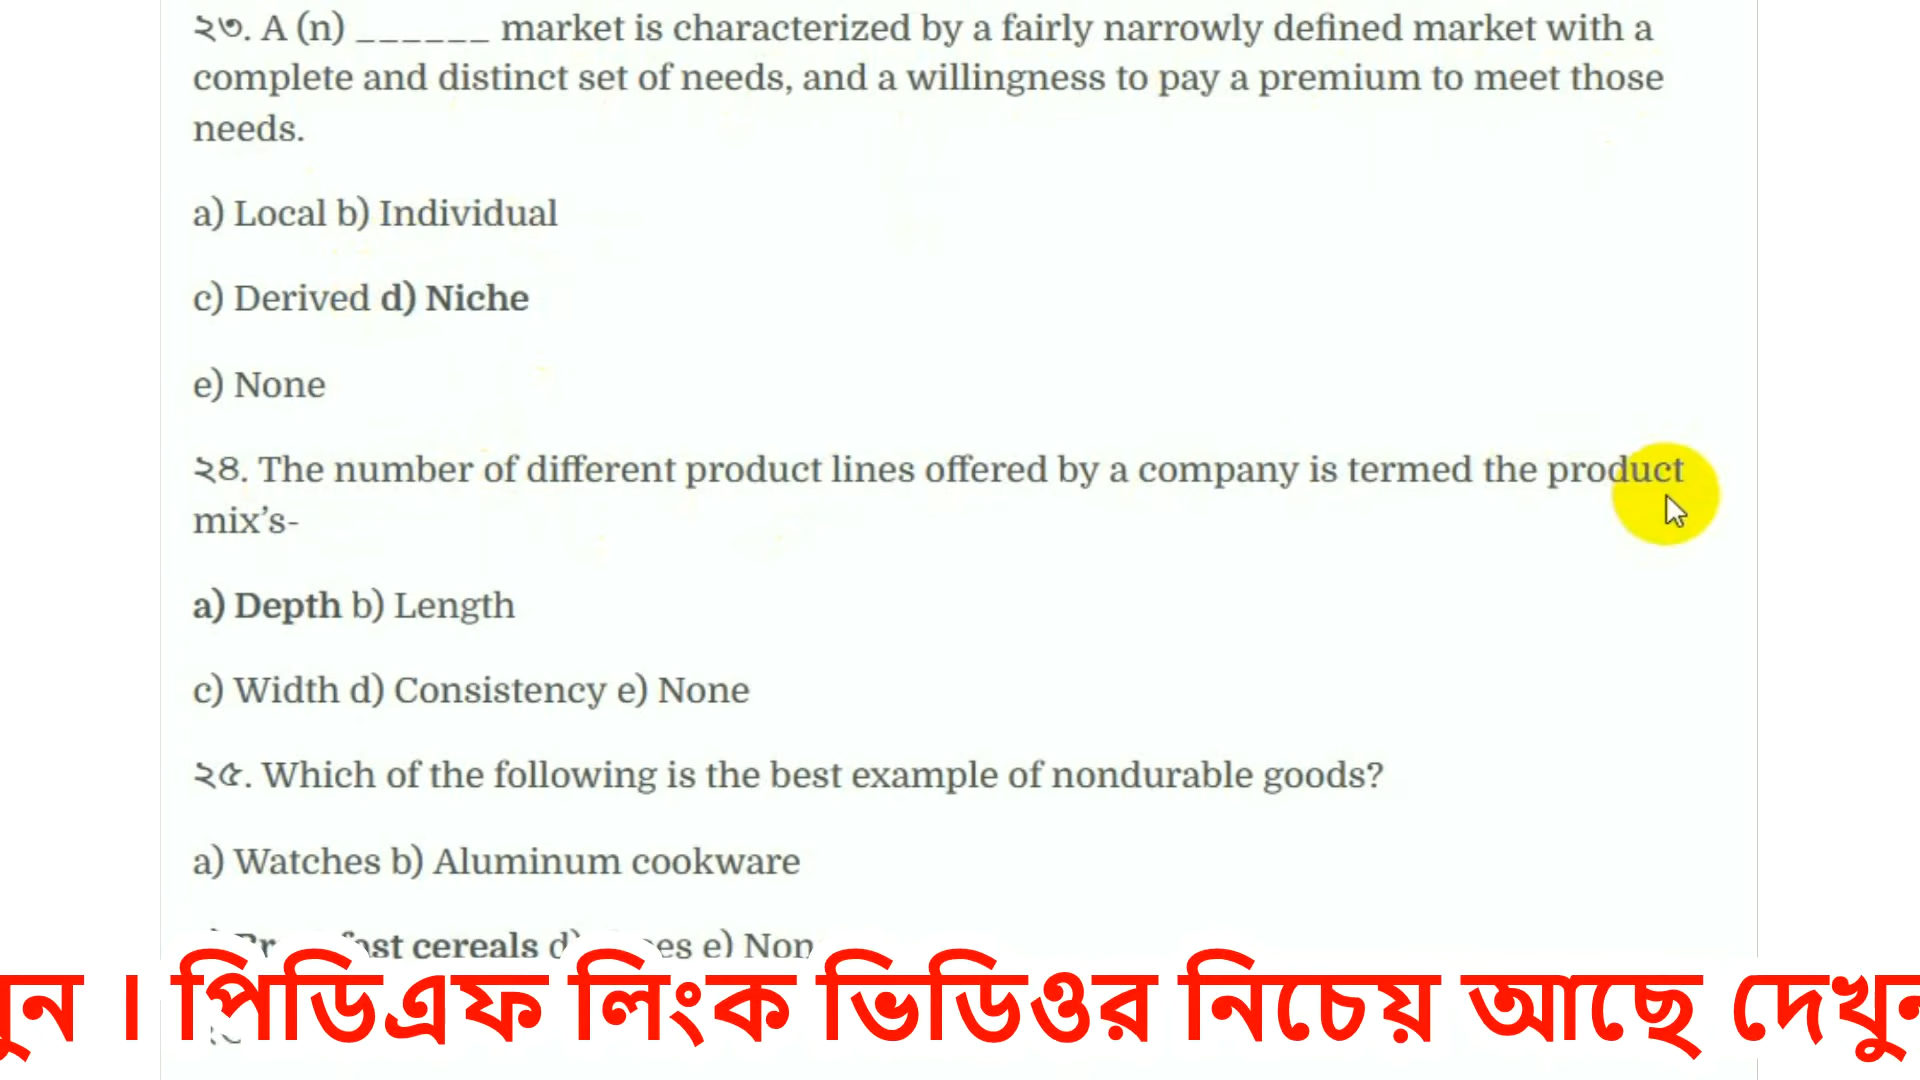 ২৩. A (n) ______ market is characterized by a fairly narrowly defined market with a
complete and distinct set of needs, and a willingness to pay a premium to meet those
needs.
a) Local b) Individual
c) Derived d) Niche
e) None
২৪. The number of different product lines offered by a company is termed the product
mix’s-
a) Depth b) Length
c) Width d) Consistency e) None
২৫. Which of the following is the best example of nondurable goods?
a) Watches b) Aluminum cookware
cereals d) e)
। পিডিএফ লিংক ভিডিওর নিচেয় আছে